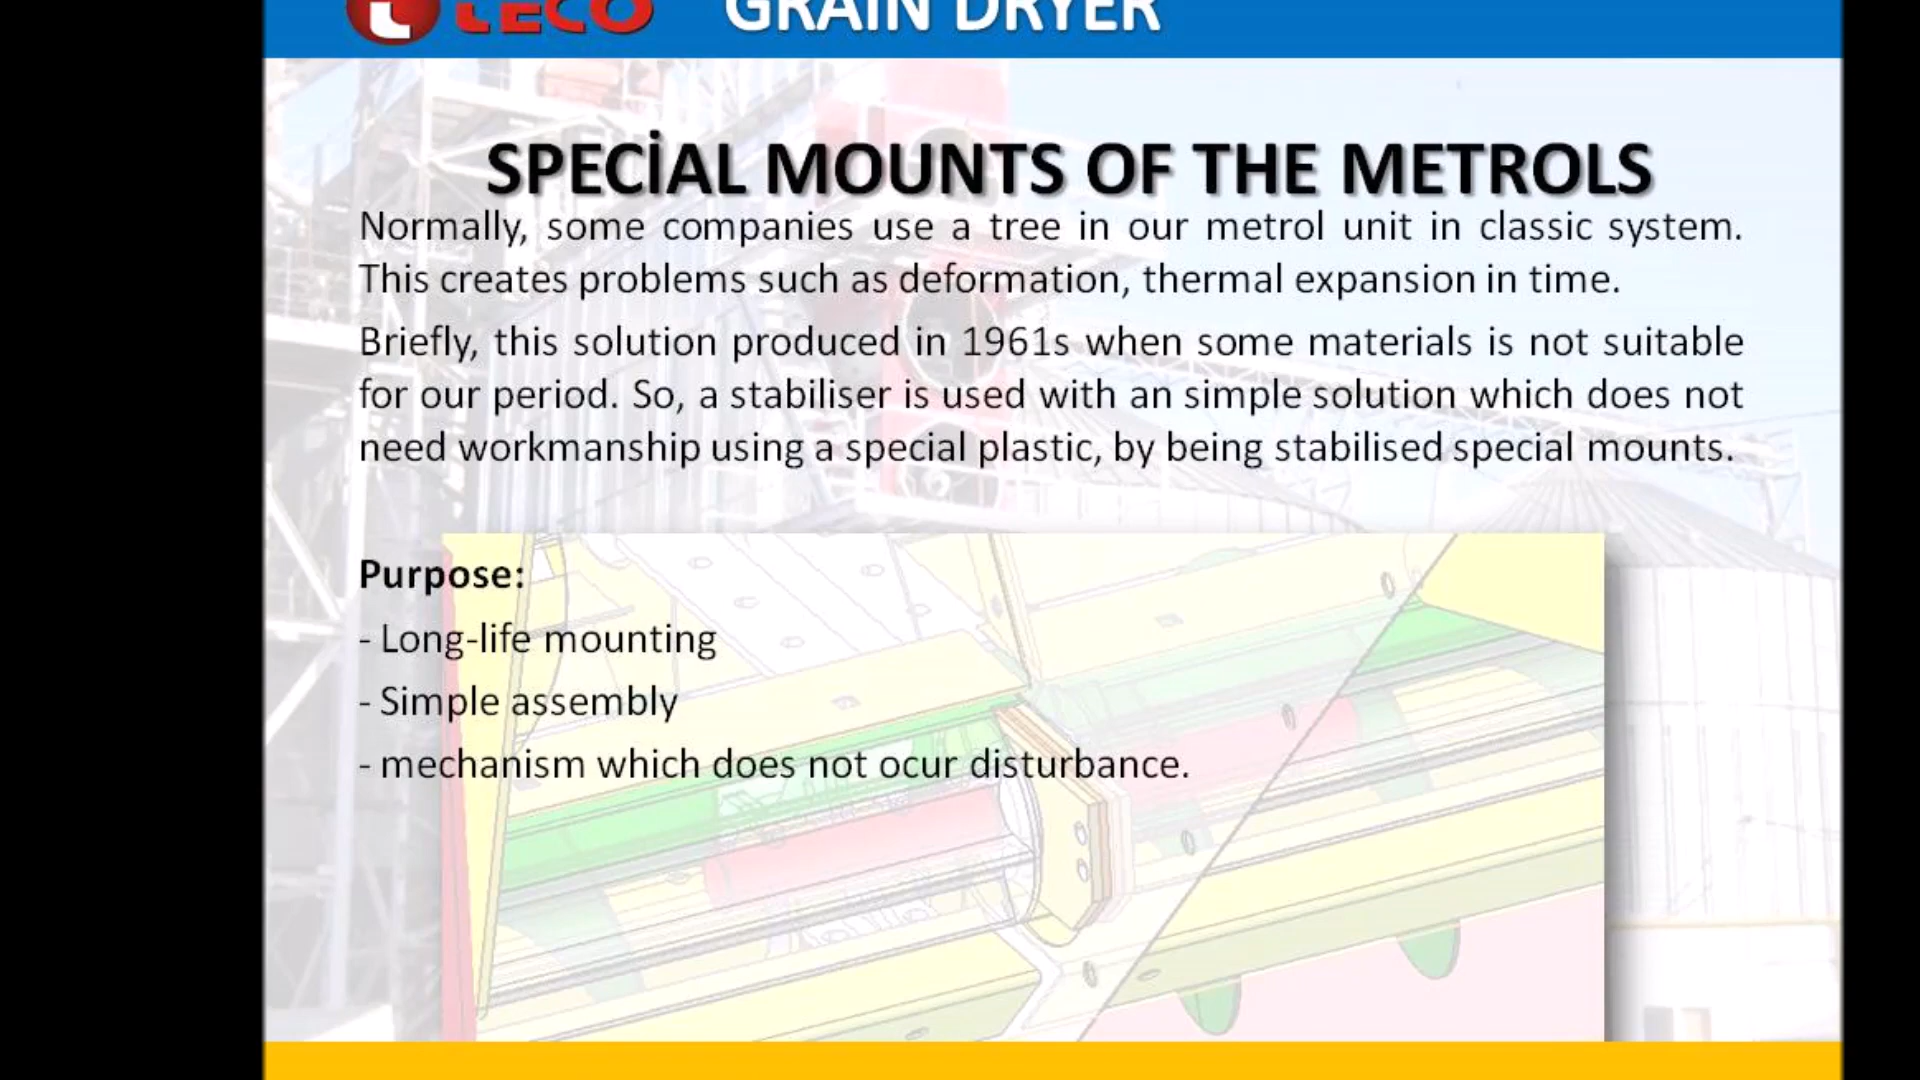 TECO GRAIN DRYER
SPECİAL MOUNTS OF THE METROLS
Normally, some companies use a tree in our metrol unit in classic system.
This creates problems such as deformation, thermal expansion in time.
Briefly, this solution produced in 1961s when some materials is not suitable
for our period. So, a stabiliser is used with an simple solution which does not
need workmanship using a special plastic, by being stabilised special mounts.
Purpose:
- Long-life mounting
- Simple assembly
- mechanism which does not ocur disturbance.